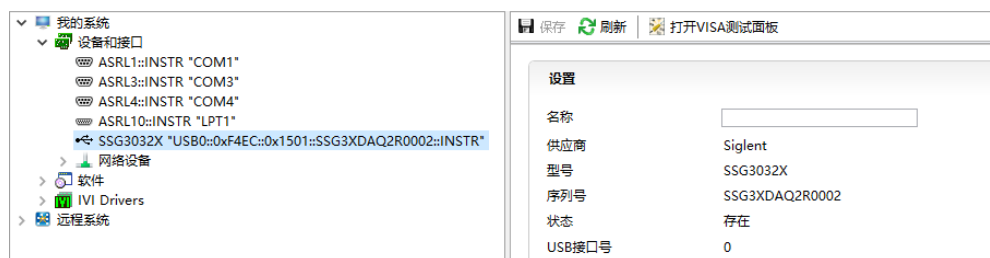 我的系统
设备和接口
ASRL1::INSTR "COM1"
ASRL3::INSTR "COM3"
ASRL4::INSTR "COM4"
ASRL10::INSTR "LPT1"
SSG3032X "USB0::0xF4EC::0x1501::SSG3XDAQ2R0002::INSTR"
网络设备
软件
IVI Drivers
远程系统
保存 刷新 打开VISA测试面板
设置
名称
供应商 Siglent
型号 SSG3032X
序列号 SSG3XDAQ2R0002
状态 存在
USB接口号 0